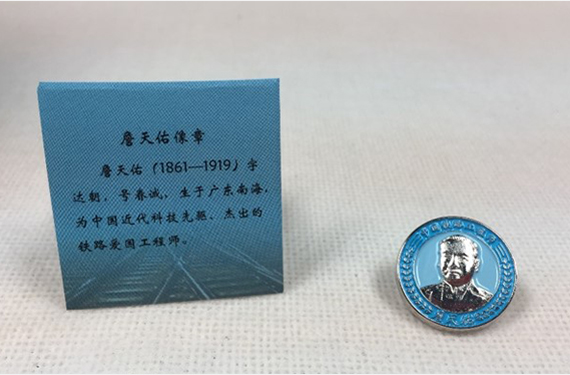 詹天佑像章
詹天佑（1861—1919）字
达朝，号眷诚，生于广东南海，
为中国近代科技先驱、杰出的
铁路爱国工程师。